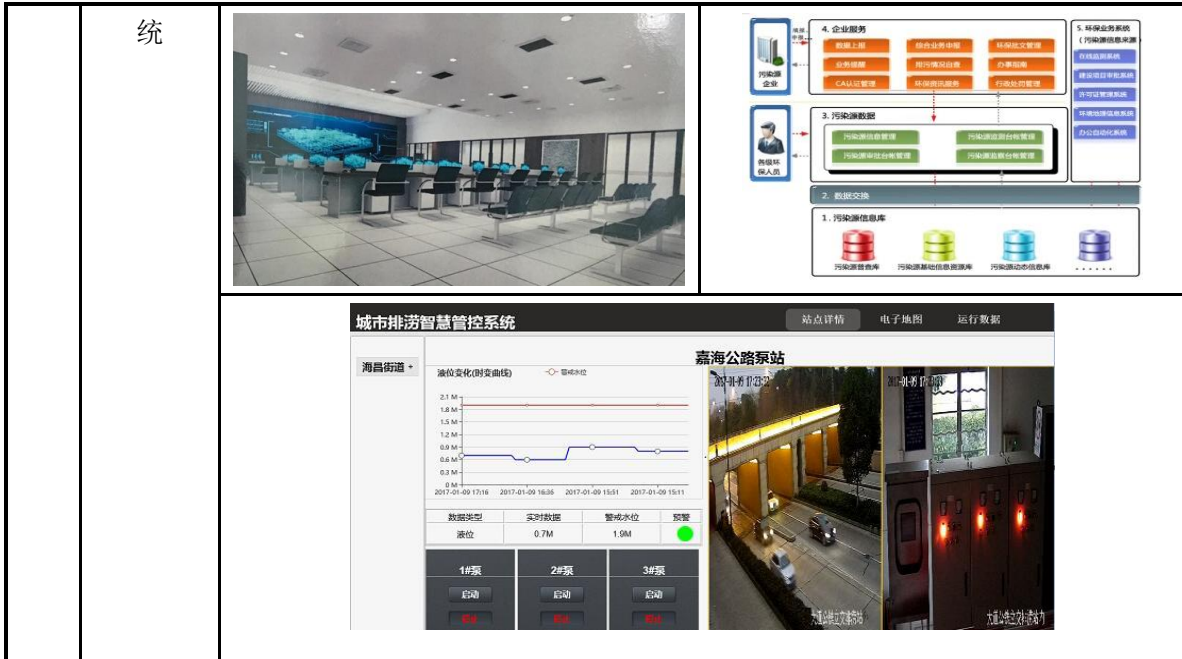 统
4. 企业服务
数据上报
综合业务申报
环保批文管理
业务提醒
排污情况自查
办事指南
CA认证管理
环保资讯服务
行政处罚管理
污染源
企业
5. 环保业务系统
(污染源信息来源)
在线监测系统
建设项目审批系统
许可证管理系统
环境地理信息系统
办公自动化系统
3. 污染源数据
污染源信息管理
污染源监测台帐管理
污染源审批台帐管理
污染源监察台帐管理
各级环
保人员
2. 数据交换
1. 污染源信息库
污染源普查库
污染源基础信息资源库
污染源动态信息库
......
城市排涝智慧管控系统
站点详情
电子地图
运行数据
海昌街道
嘉海公路泵站
液位变化(时变曲线)
警戒水位
2.1 M
1.8 M
1.5 M
1.2 M
0.9 M
0.6 M
0.3 M
0 M
2017-01-09 17:16
2017-01-09 16:36
2017-01-09 15:51
2017-01-09 15:11
数据类型
实时数据
警戒水位
预警
液位
0.7M
1.9M
1#泵
2#泵
3#泵
启动
启动
启动
大通公铁立交泵站